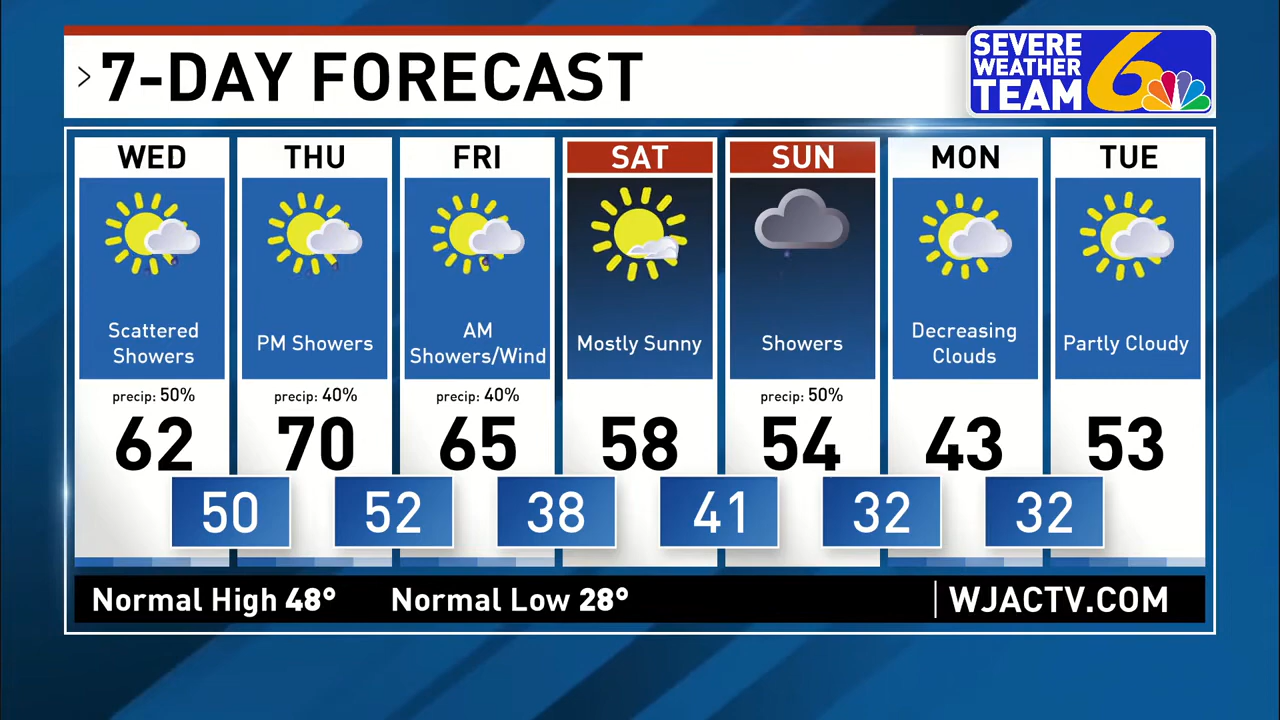 > 7-DAY FORECAST
SEVERE
WEATHER
TEAM 6
WED THU FRI SAT SUN MON TUE
Scattered
Showers
PM Showers
AM
Showers/Wind
Mostly Sunny
Showers
Decreasing
Clouds
Partly Cloudy
precip: 50% precip: 40% precip: 40% precip: 50%
62 70 65 58 54 43 53
50 52 38 41 32 32
Normal High 48° Normal Low 28° | WJACTV.COM